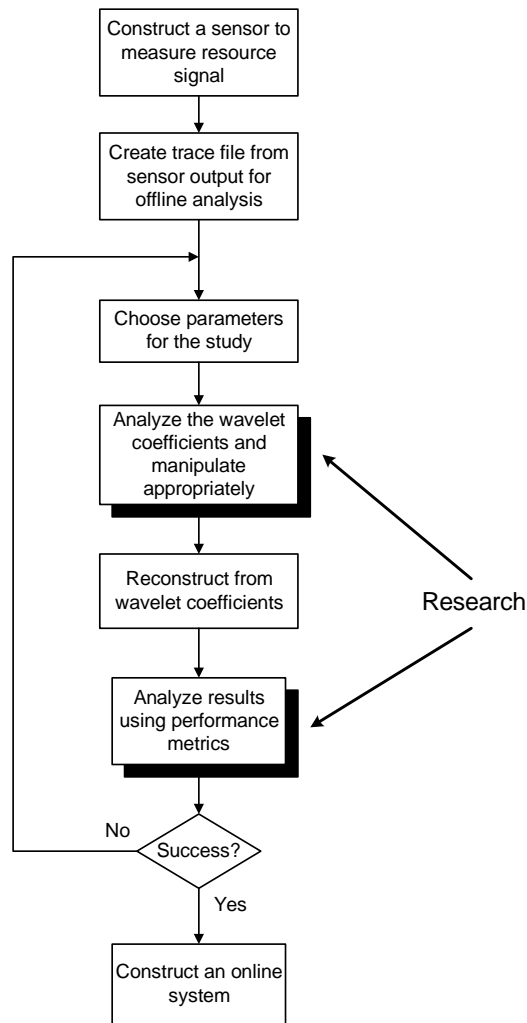 Construct a sensor to
measure resource
signal
Create trace file from
sensor output for
offline analysis
Choose parameters
for the study
Analyze the wavelet
coefficients and
manipulate
appropriately
Reconstruct from
wavelet coefficients
Research
Analyze results
using performance
metrics
No
Success?
Yes
Construct an online
system